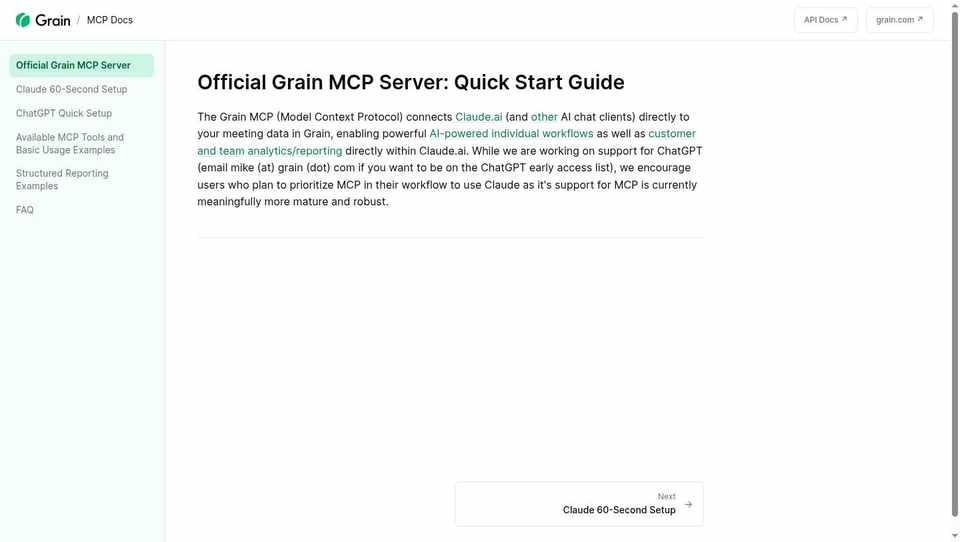 Grain / MCP Docs
API Docs ↗
grain.com ↗
Official Grain MCP Server
Claude 60-Second Setup
ChatGPT Quick Setup
Available MCP Tools and
Basic Usage Examples
Structured Reporting
Examples
FAQ
Official Grain MCP Server: Quick Start Guide
The Grain MCP (Model Context Protocol) connects Claude.ai (and other AI chat clients) directly to
your meeting data in Grain, enabling powerful AI-powered individual workflows as well as customer
and team analytics/reporting directly within Claude.ai. While we are working on support for ChatGPT
(email mike (at) grain (dot) com if you want to be on the ChatGPT early access list), we encourage
users who plan to prioritize MCP in their workflow to use Claude as it's support for MCP is currently
meaningfully more mature and robust.
Next
Claude 60-Second Setup →